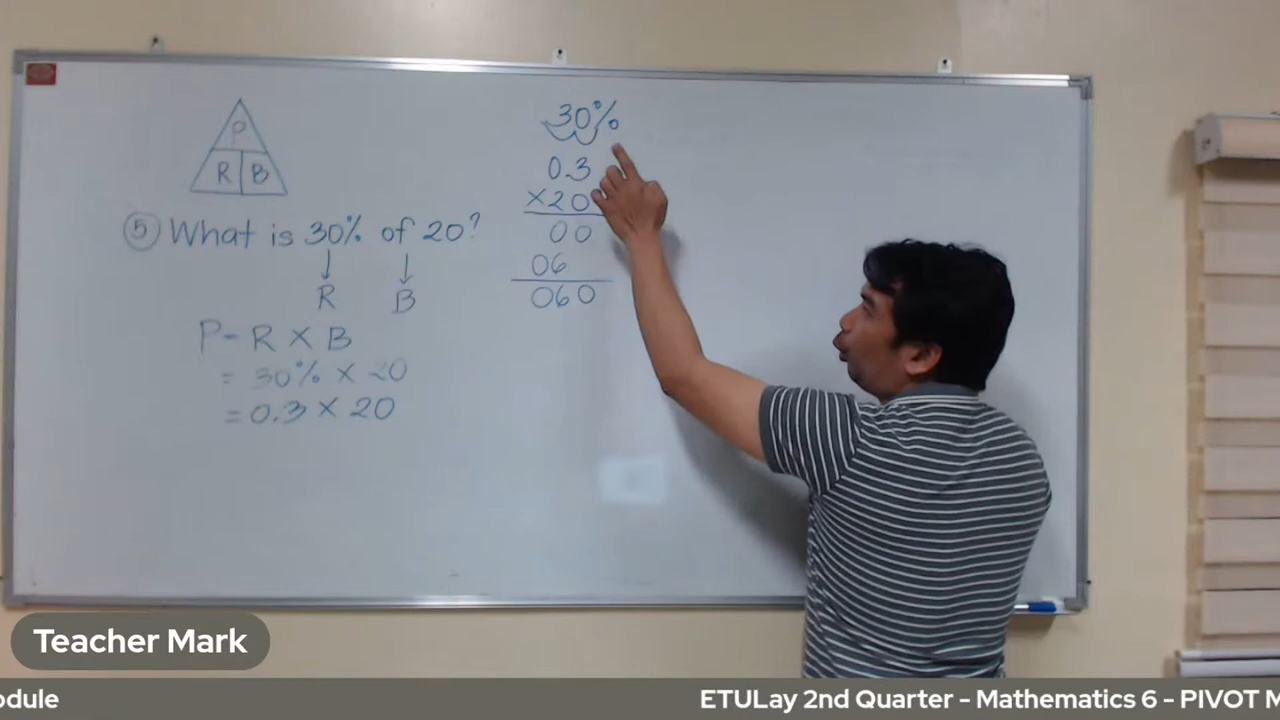 P
R B
⑤ What is 30% of 20?
↓ ↓
R B
P = R × B
= 30% × 20
= 0.3 × 20
30%
0.3
×20
00
06
060
Teacher Mark
odule
ETULay 2nd Quarter - Mathematics 6 - PIVOT M